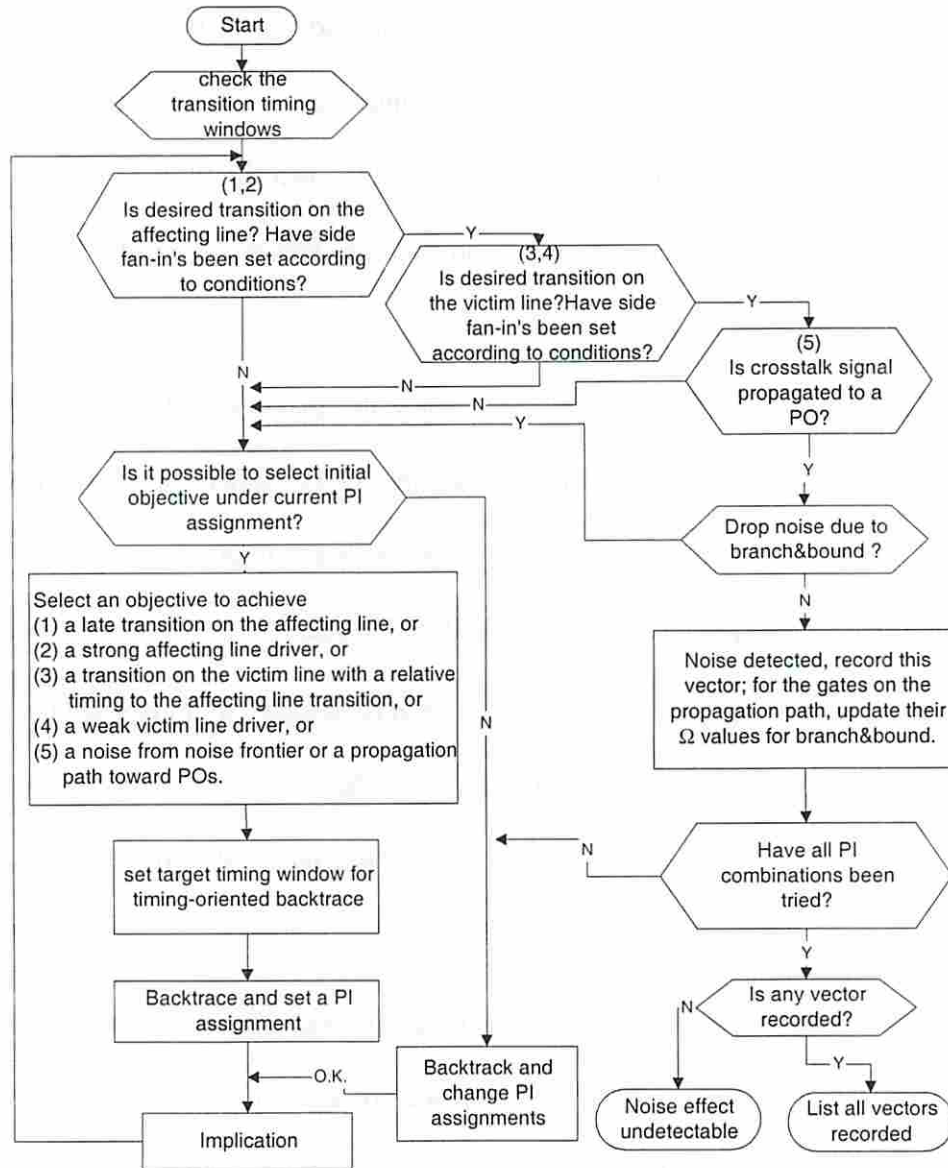 Start
check the
transition timing
windows
(1,2)
Is desired transition on the
affecting line? Have side
fan-in's been set according
to conditions?
Y
(3,4)
Is desired transition on
the victim line?Have side
fan-in's been set
according to conditions?
Y
(5)
Is crosstalk signal
propagated to a
PO?
N
N
N
Y
Y
Is it possible to select initial
objective under current PI
assignment?
Drop noise due to
branch&bound ?
Y
N
Select an objective to achieve
(1) a late transition on the affecting line, or
(2) a strong affecting line driver, or
(3) a transition on the victim line with a relative
timing to the affecting line transition, or
(4) a weak victim line driver, or
(5) a noise from noise frontier or a propagation
path toward POs.
N
Noise detected, record this
vector; for the gates on the
propagation path, update their
Ω values for branch&bound.
set target timing window for
timing-oriented backtrace
N
Have all PI
combinations been
tried?
Y
Backtrace and set a PI
assignment
N
Is any vector
recorded?
Y
O.K.
Backtrack and
change PI
assignments
Implication
Noise effect
undetectable
List all vectors
recorded